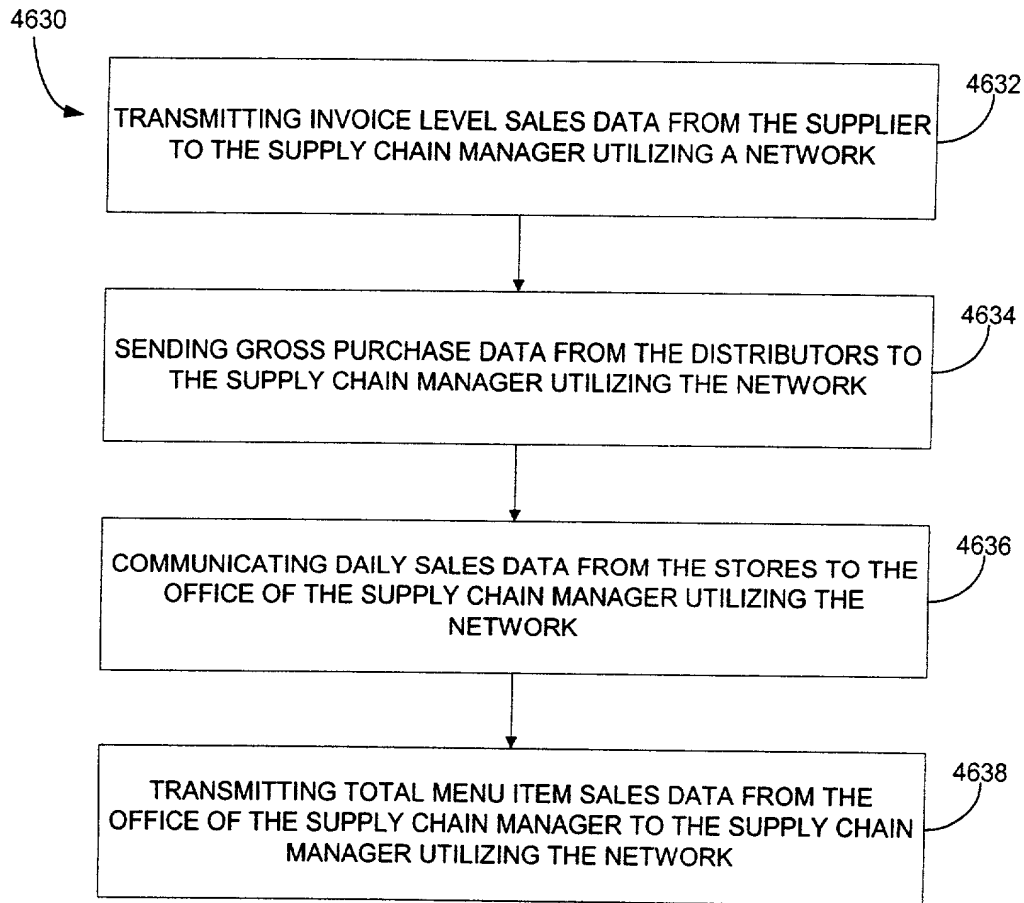 4630
4632
TRANSMITTING INVOICE LEVEL SALES DATA FROM THE SUPPLIER
TO THE SUPPLY CHAIN MANAGER UTILIZING A NETWORK
4634
SENDING GROSS PURCHASE DATA FROM THE DISTRIBUTORS TO
THE SUPPLY CHAIN MANAGER UTILIZING THE NETWORK
4636
COMMUNICATING DAILY SALES DATA FROM THE STORES TO THE
OFFICE OF THE SUPPLY CHAIN MANAGER UTILIZING THE
NETWORK
4638
TRANSMITTING TOTAL MENU ITEM SALES DATA FROM THE
OFFICE OF THE SUPPLY CHAIN MANAGER TO THE SUPPLY CHAIN
MANAGER UTILIZING THE NETWORK